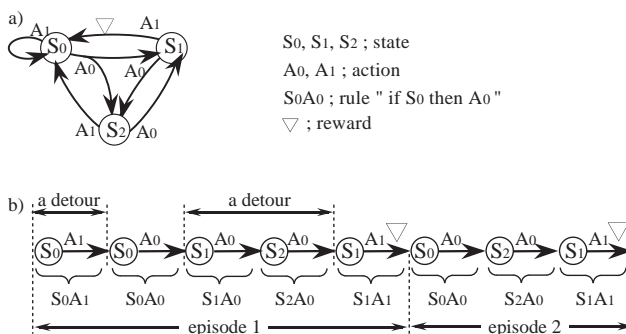 a)
A1
S0
A1
S1
A0
A0
S2
A1
A0
S0, S1, S2 ; state
A0, A1 ; action
S0A0 ; rule " if S0 then A0 "
; reward
b)
a detour
a detour
S0 A1 S0 A0 S1 A0 S2 A0 S1 A1 S0 A0 S2 A0 S1 A1
S0A1 S0A0 S1A0 S2A0 S1A1 S0A0 S2A0 S1A1
episode 1 episode 2